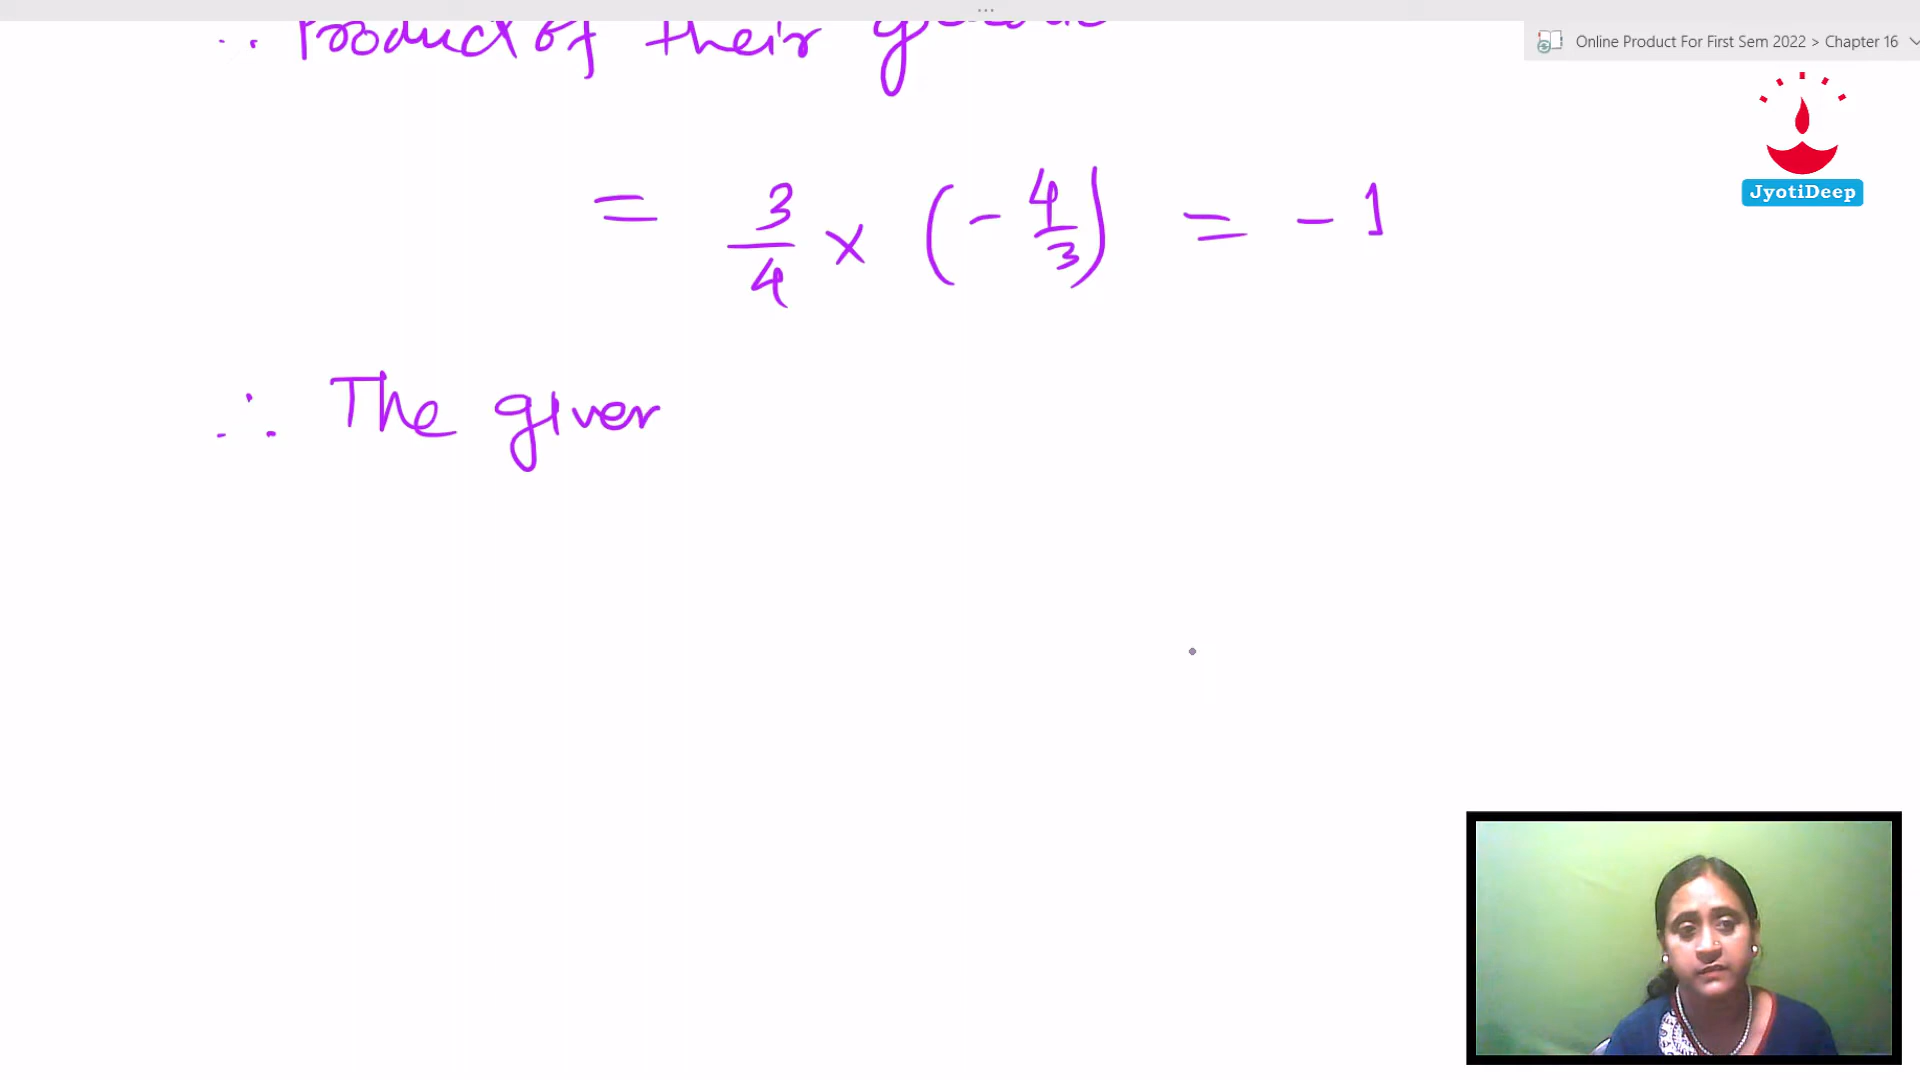 ∴ Product of their
Online Product For First Sem 2022 > Chapter 16
JyotiDeep
= 3/4 × (- 4/3) = - 1
∴ The given